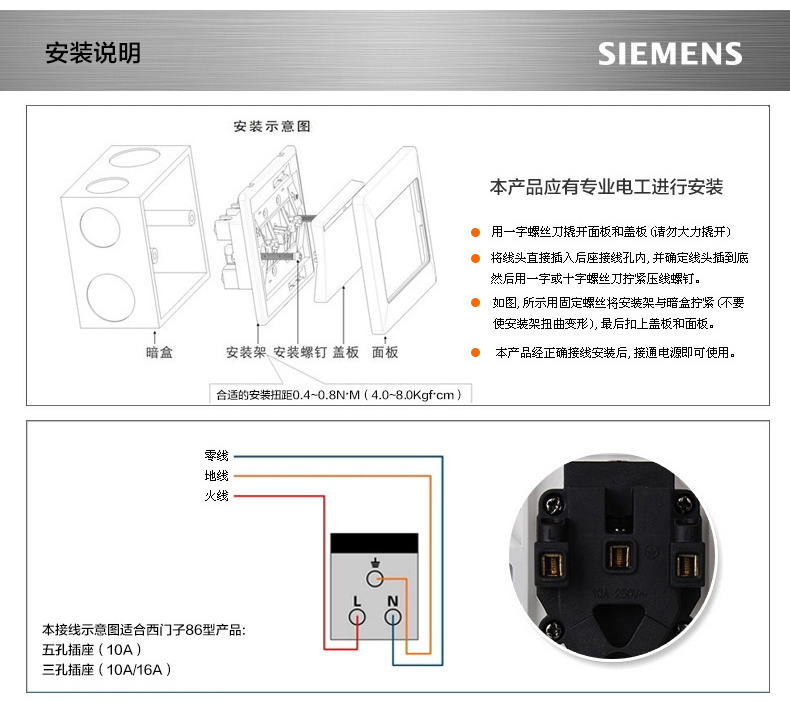 安装说明
SIEMENS
安装示意图
本产品应有专业电工进行安装
用一字螺丝刀撬开面板和盖板(请勿大力撬开)
将线头直接插入后座接线孔内,并确定线头插到底
然后用一字或十字螺丝刀拧紧压线螺钉。
如图,所示用固定螺丝将安装架与暗盒拧紧(不要
使安装架扭曲变形),最后扣上盖板和面板。
本产品经正确接线安装后,接通电源即可使用。
暗盒 安装架 安装螺钉 盖板 面板
合适的安装扭距0.4~0.8N·M(4.0~8.0Kgf·cm)
零线
地线
火线
L N
10A 250V~
本接线示意图适合西门子86型产品:
五孔插座(10A)
三孔插座(10A/16A)